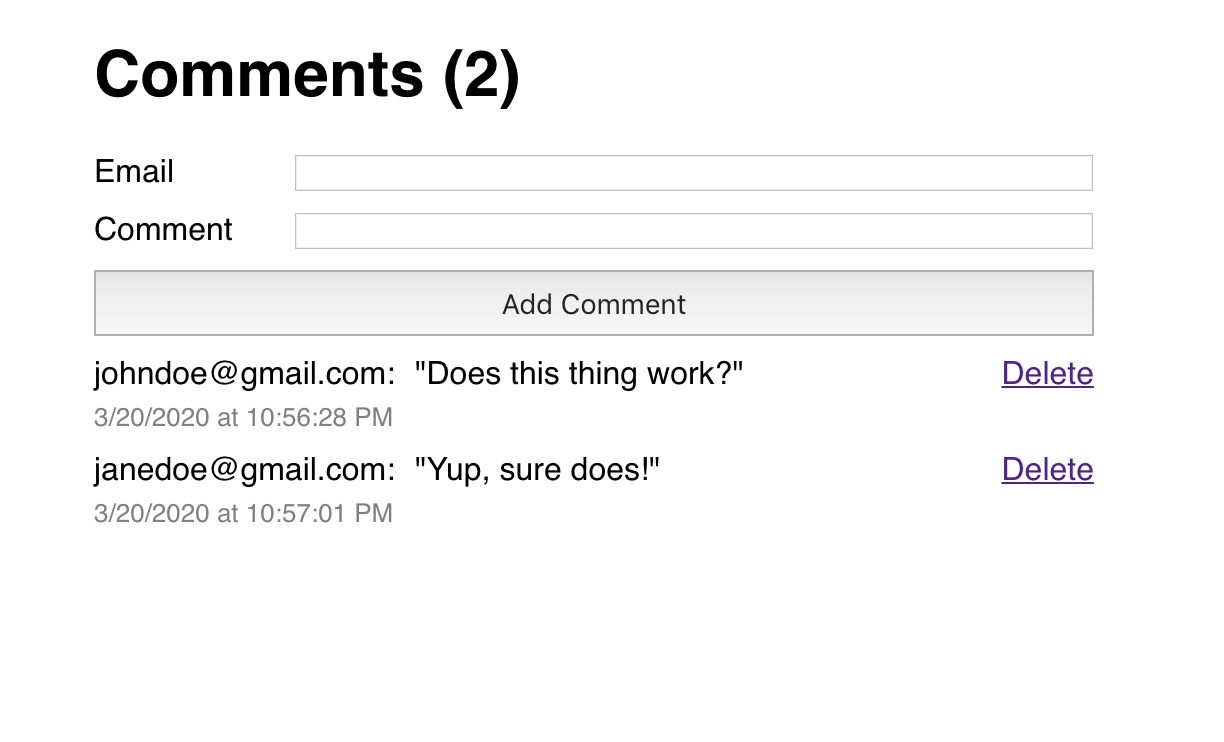 Comments (2)
Email
Comment
Add Comment
johndoe@gmail.com: "Does this thing work?" Delete
3/20/2020 at 10:56:28 PM
janedoe@gmail.com: "Yup, sure does!" Delete
3/20/2020 at 10:57:01 PM